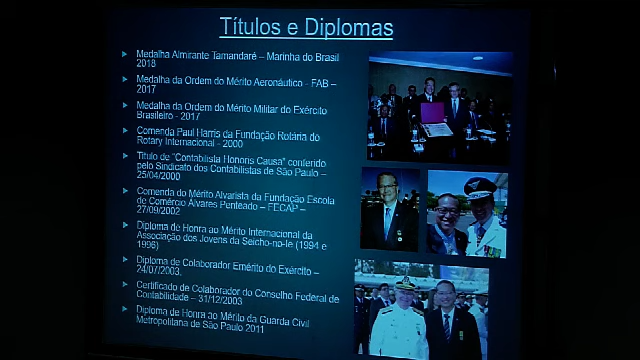 Títulos e Diplomas
Medalha Almirante Tamandaré – Marinha do Brasil
2018
Medalha da Ordem do Mérito Aeronáutico - FAB –
2017
Medalha da Ordem do Mérito Militar do Exército
Brasileiro - 2017
Comenda Paul Harris da Fundação Rotária do
Rotary Internacional - 2000
Título de "Contabilista Honoris Causa" conferido
pelo Sindicato dos Contabilistas de São Paulo –
25/04/2000
Comenda do Mérito Alvarista da Fundação Escola
de Comércio Álvares Penteado – FECAP –
27/09/2002
Diploma de Honra ao Mérito Internacional da
Associação dos Jovens da Seicho-no-Ie (1994 e
1996)
Diploma de Colaborador Emérito do Exército –
24/07/2003.
Certificado de Colaborador do Conselho Federal de
Contabilidade – 31/12/2003
Diploma de Honra ao Mérito da Guarda Civil
Metropolitana de São Paulo 2011